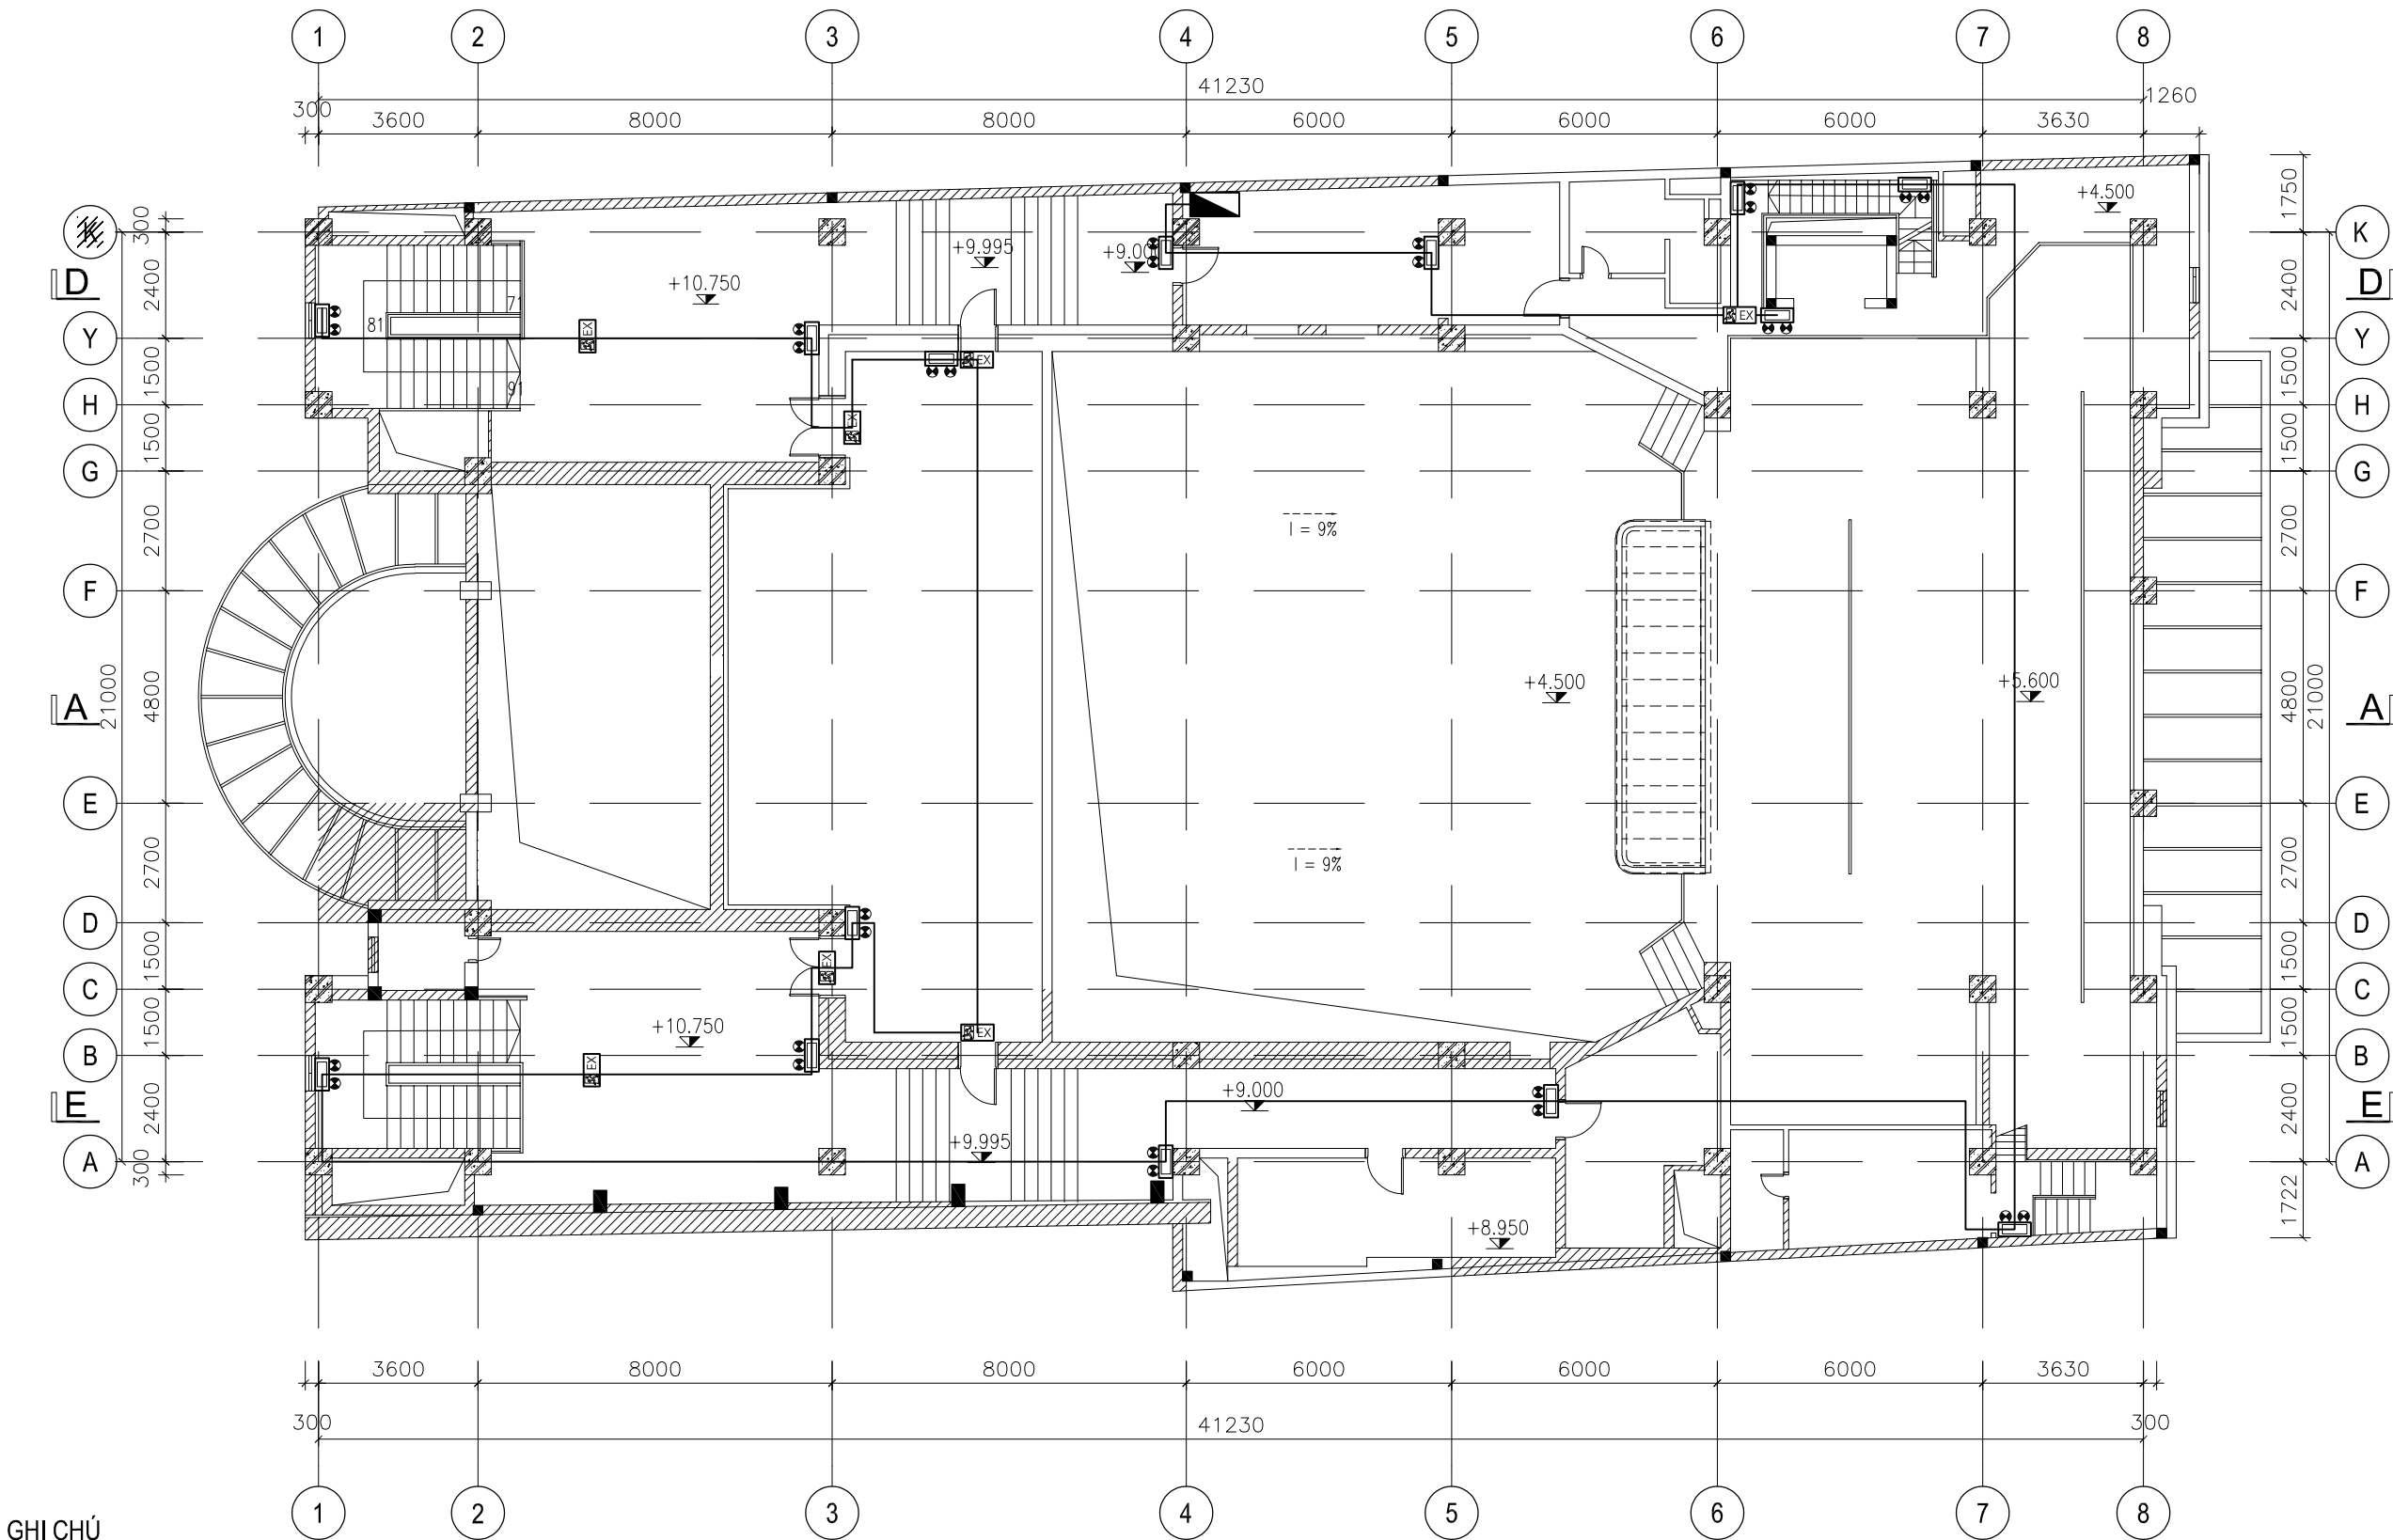 1 2 3 4 5 6 7 8
41230
300 3600 8000 8000 6000 6000 6000 3630 1260
K 300 +9.995 +9.00 +4.500 1750 K
D 2400 +10.750 2400 D
71
81 EX EX
Y Y
1500 EX 1500
91
H H
1500 EX 1500
G G
2700 I = 9% 2700
F F
21000 4800 +4.500 +5.600 4800 21000
A A
E E
2700 I = 9% 2700
D D
1500 EX 1500
C C
1500 +10.750 EX 1500
B EX B
E 2400 +9.000 2400 E
+9.995
A A
300 +8.950 1722
3600 8000 8000 6000 6000 6000 3630
300 41230 300
1 2 3 4 5 6 7 8
GHI CHÚ